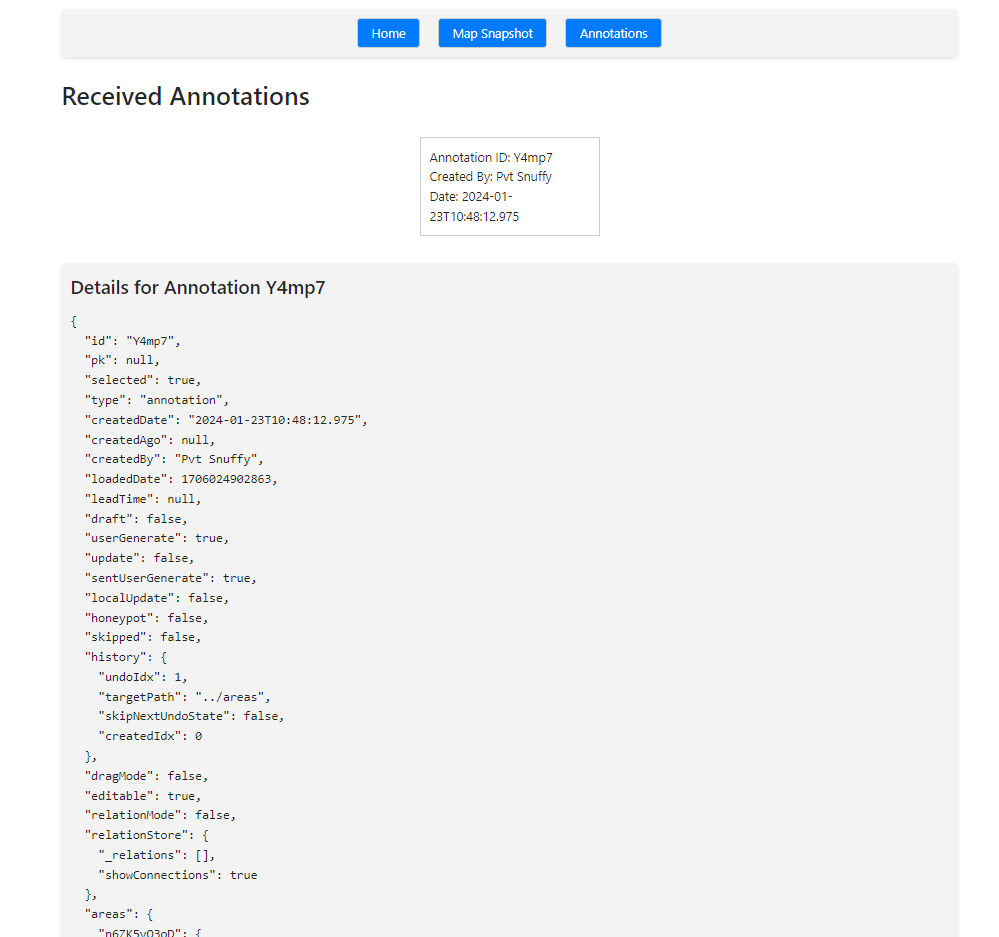 Home Map Snapshot Annotations
Received Annotations
Annotation ID: Y4mp7
Created By: Pvt Snuffy
Date: 2024-01-
23T10:48:12.975
Details for Annotation Y4mp7
{
"id": "Y4mp7",
"pk": null,
"selected": true,
"type": "annotation",
"createdDate": "2024-01-23T10:48:12.975",
"createdAgo": null,
"createdBy": "Pvt Snuffy",
"loadedDate": 1706024902863,
"leadTime": null,
"draft": false,
"userGenerate": true,
"update": false,
"sentUserGenerate": true,
"localUpdate": false,
"honeypot": false,
"skipped": false,
"history": {
"undoIdx": 1,
"targetPath": "../areas",
"skipNextUndoState": false,
"createdIdx": 0
},
"dragMode": false,
"editable": true,
"relationMode": false,
"relationStore": {
"_relations": [],
"showConnections": true
},
"areas": {